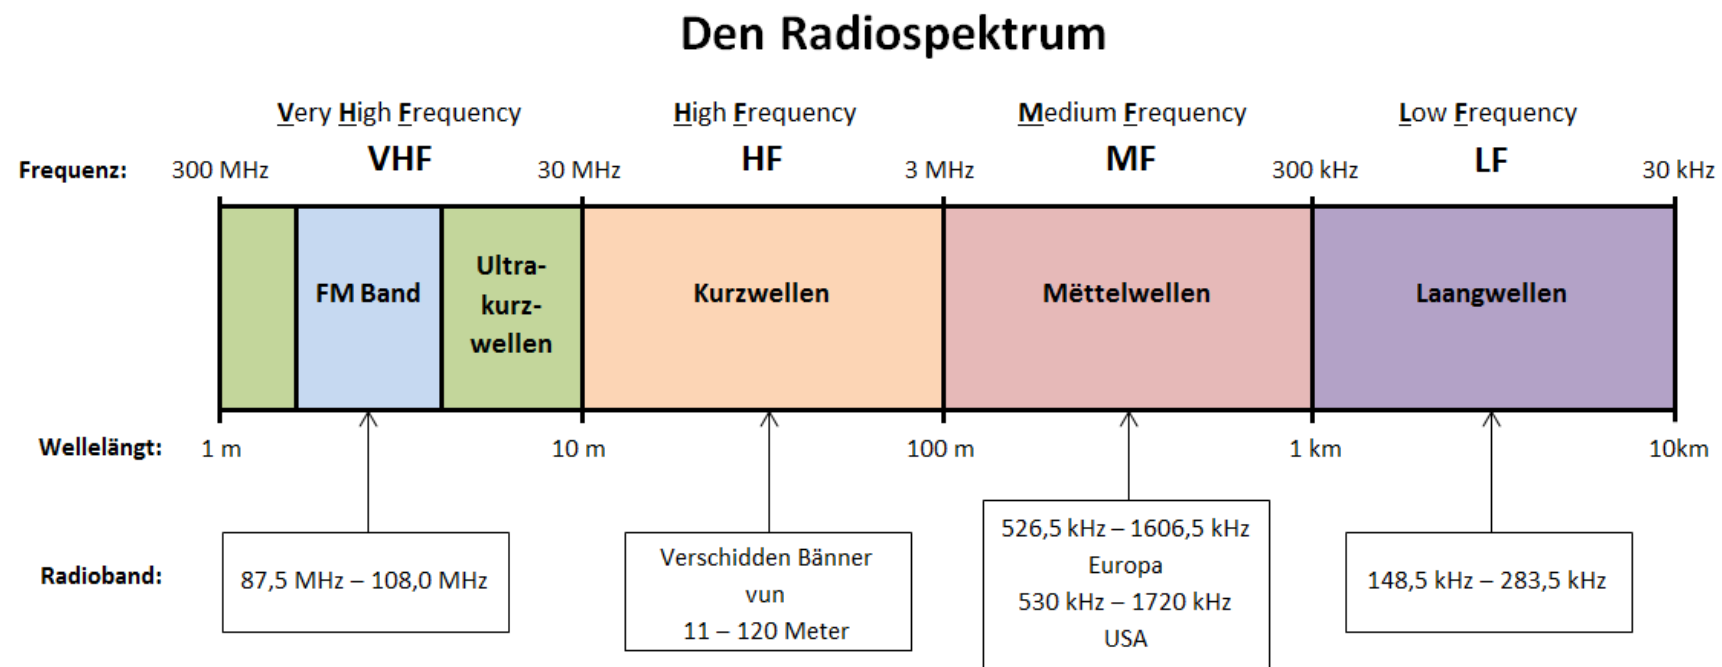 Den Radiospektrum
Very High Frequency
High Frequency
Medium Frequency
Low Frequency
Frequenz:
300 MHz
VHF
30 MHz
HF
3 MHz
MF
300 kHz
LF
30 kHz
FM Band
Ultra-
kurz-
wellen
Kurzwellen
Mëttelwellen
Laangwellen
Wellelängt:
1 m
10 m
100 m
1 km
10km
Radioband:
87,5 MHz – 108,0 MHz
Verschidden Bänner
vun
11 – 120 Meter
526,5 kHz – 1606,5 kHz
Europa
530 kHz – 1720 kHz
USA
148,5 kHz – 283,5 kHz